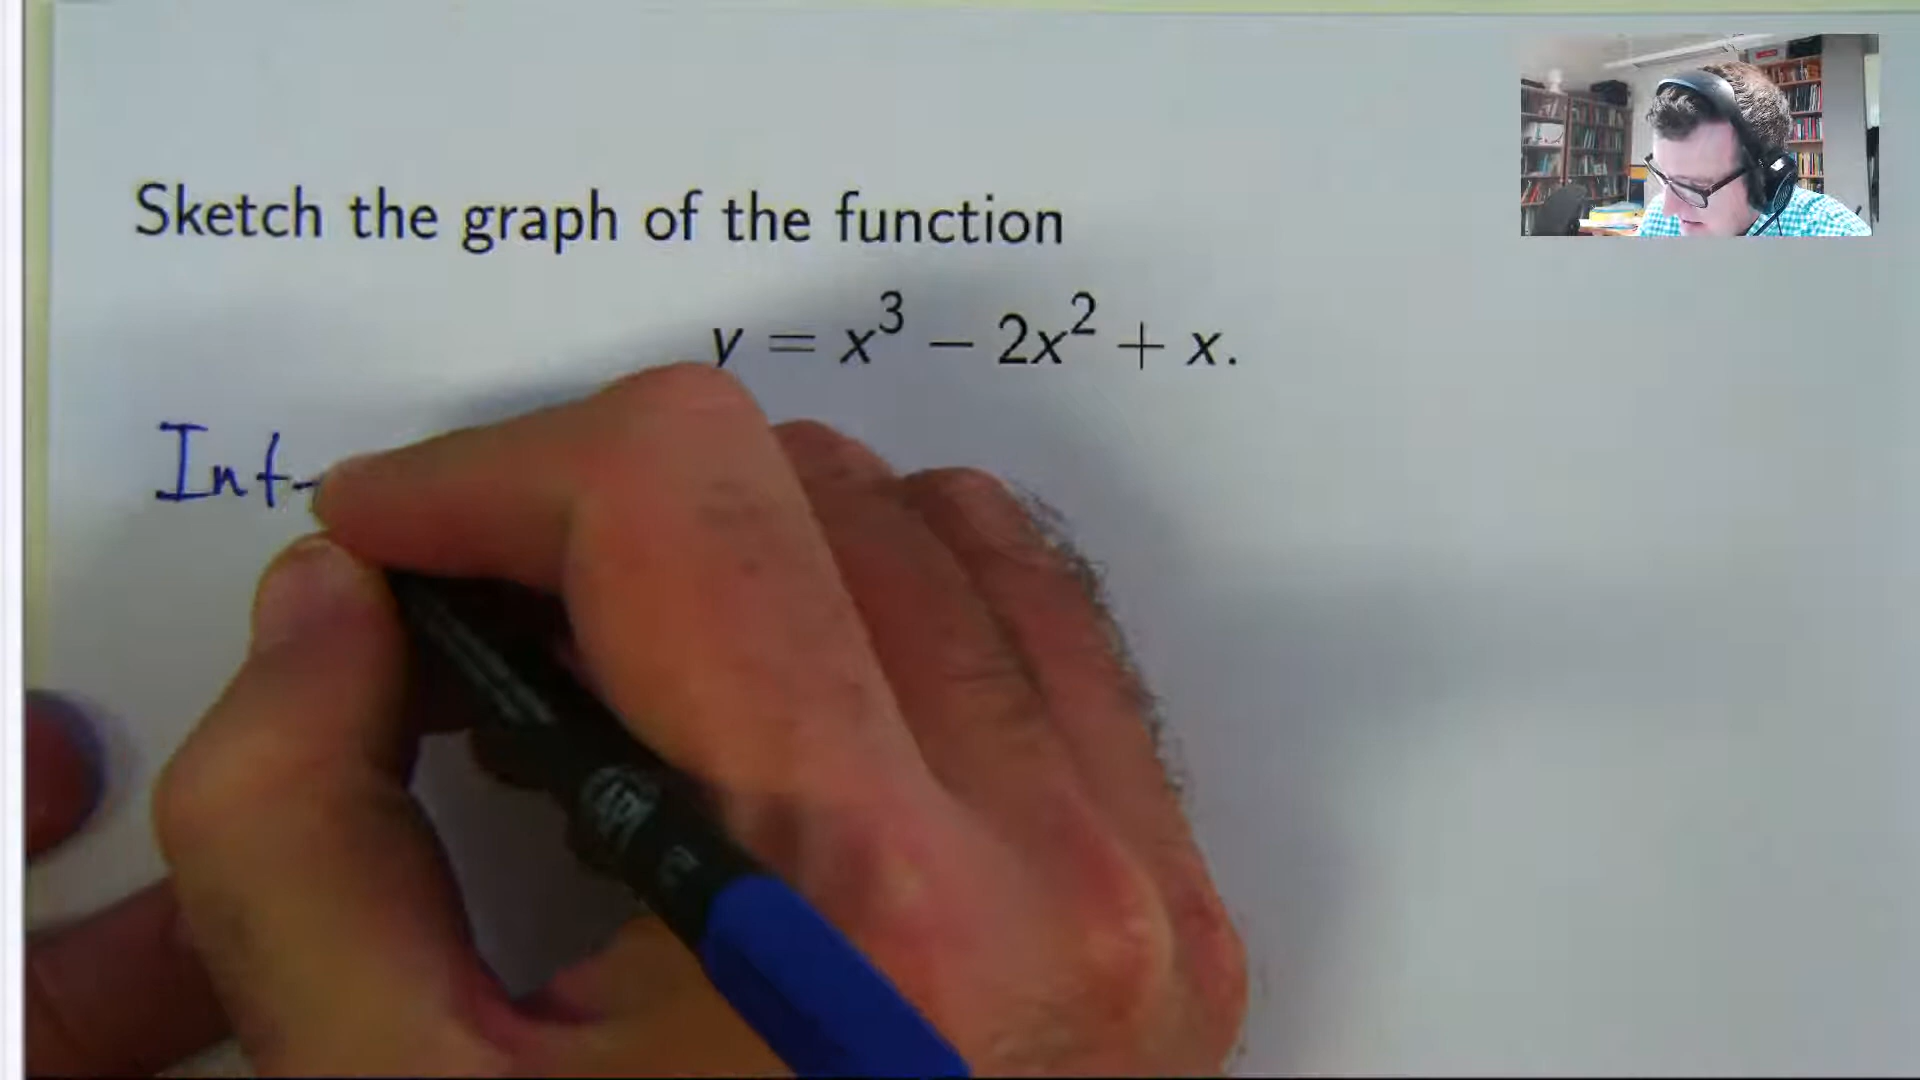 Sketch the graph of the function
y = x³ − 2x² + x.
Int